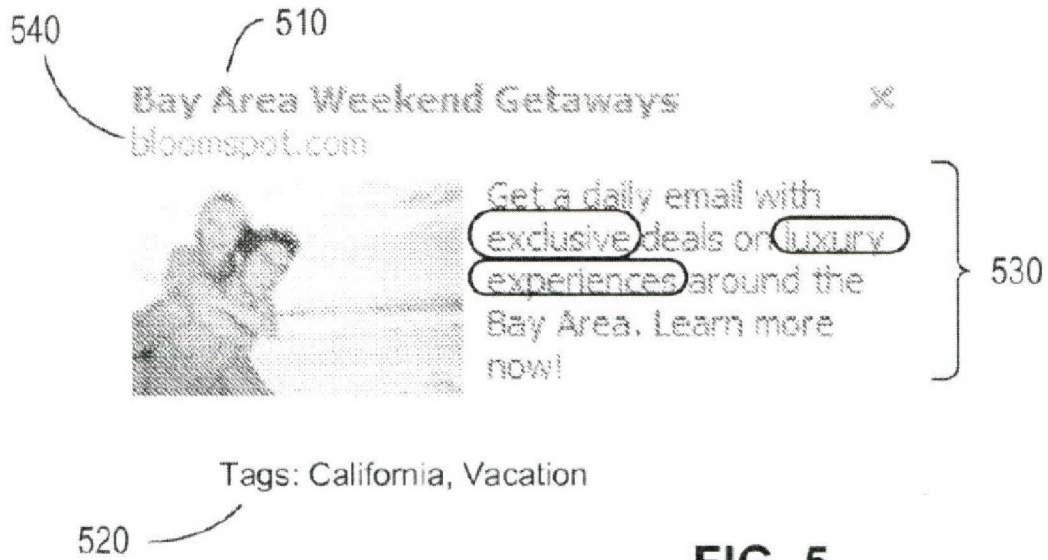 540
510
Bay Area Weekend Getaways ×
bloomspot.com
Get a daily email with
exclusive deals on luxury
experiences around the
Bay Area. Learn more
now!
530
Tags: California, Vacation
520
FIG. 5